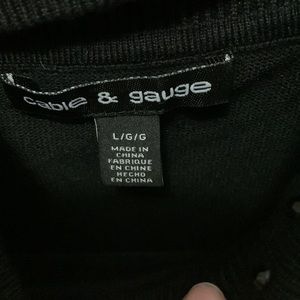 cable & gauge
L/G/G
MADE IN
CHINA
FABRIQUE
EN CHINE
HECHO
EN CHINA